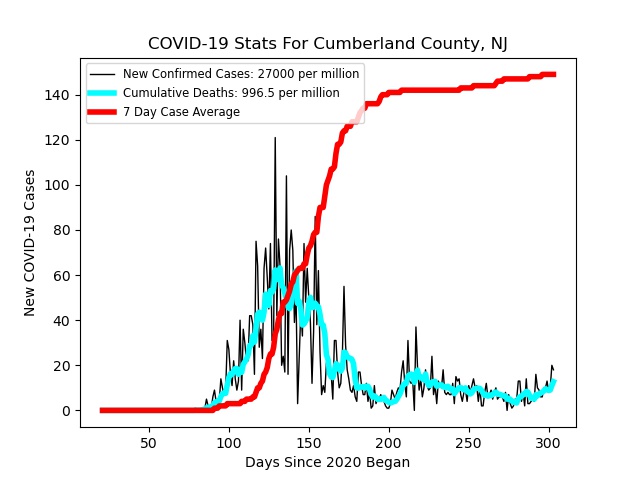 COVID-19 Stats For Cumberland County, NJ
New Confirmed Cases: 27000 per million
Cumulative Deaths: 996.5 per million
7 Day Case Average
New COVID-19 Cases
140
120
100
80
60
40
20
0
50 100 150 200 250 300
Days Since 2020 Began